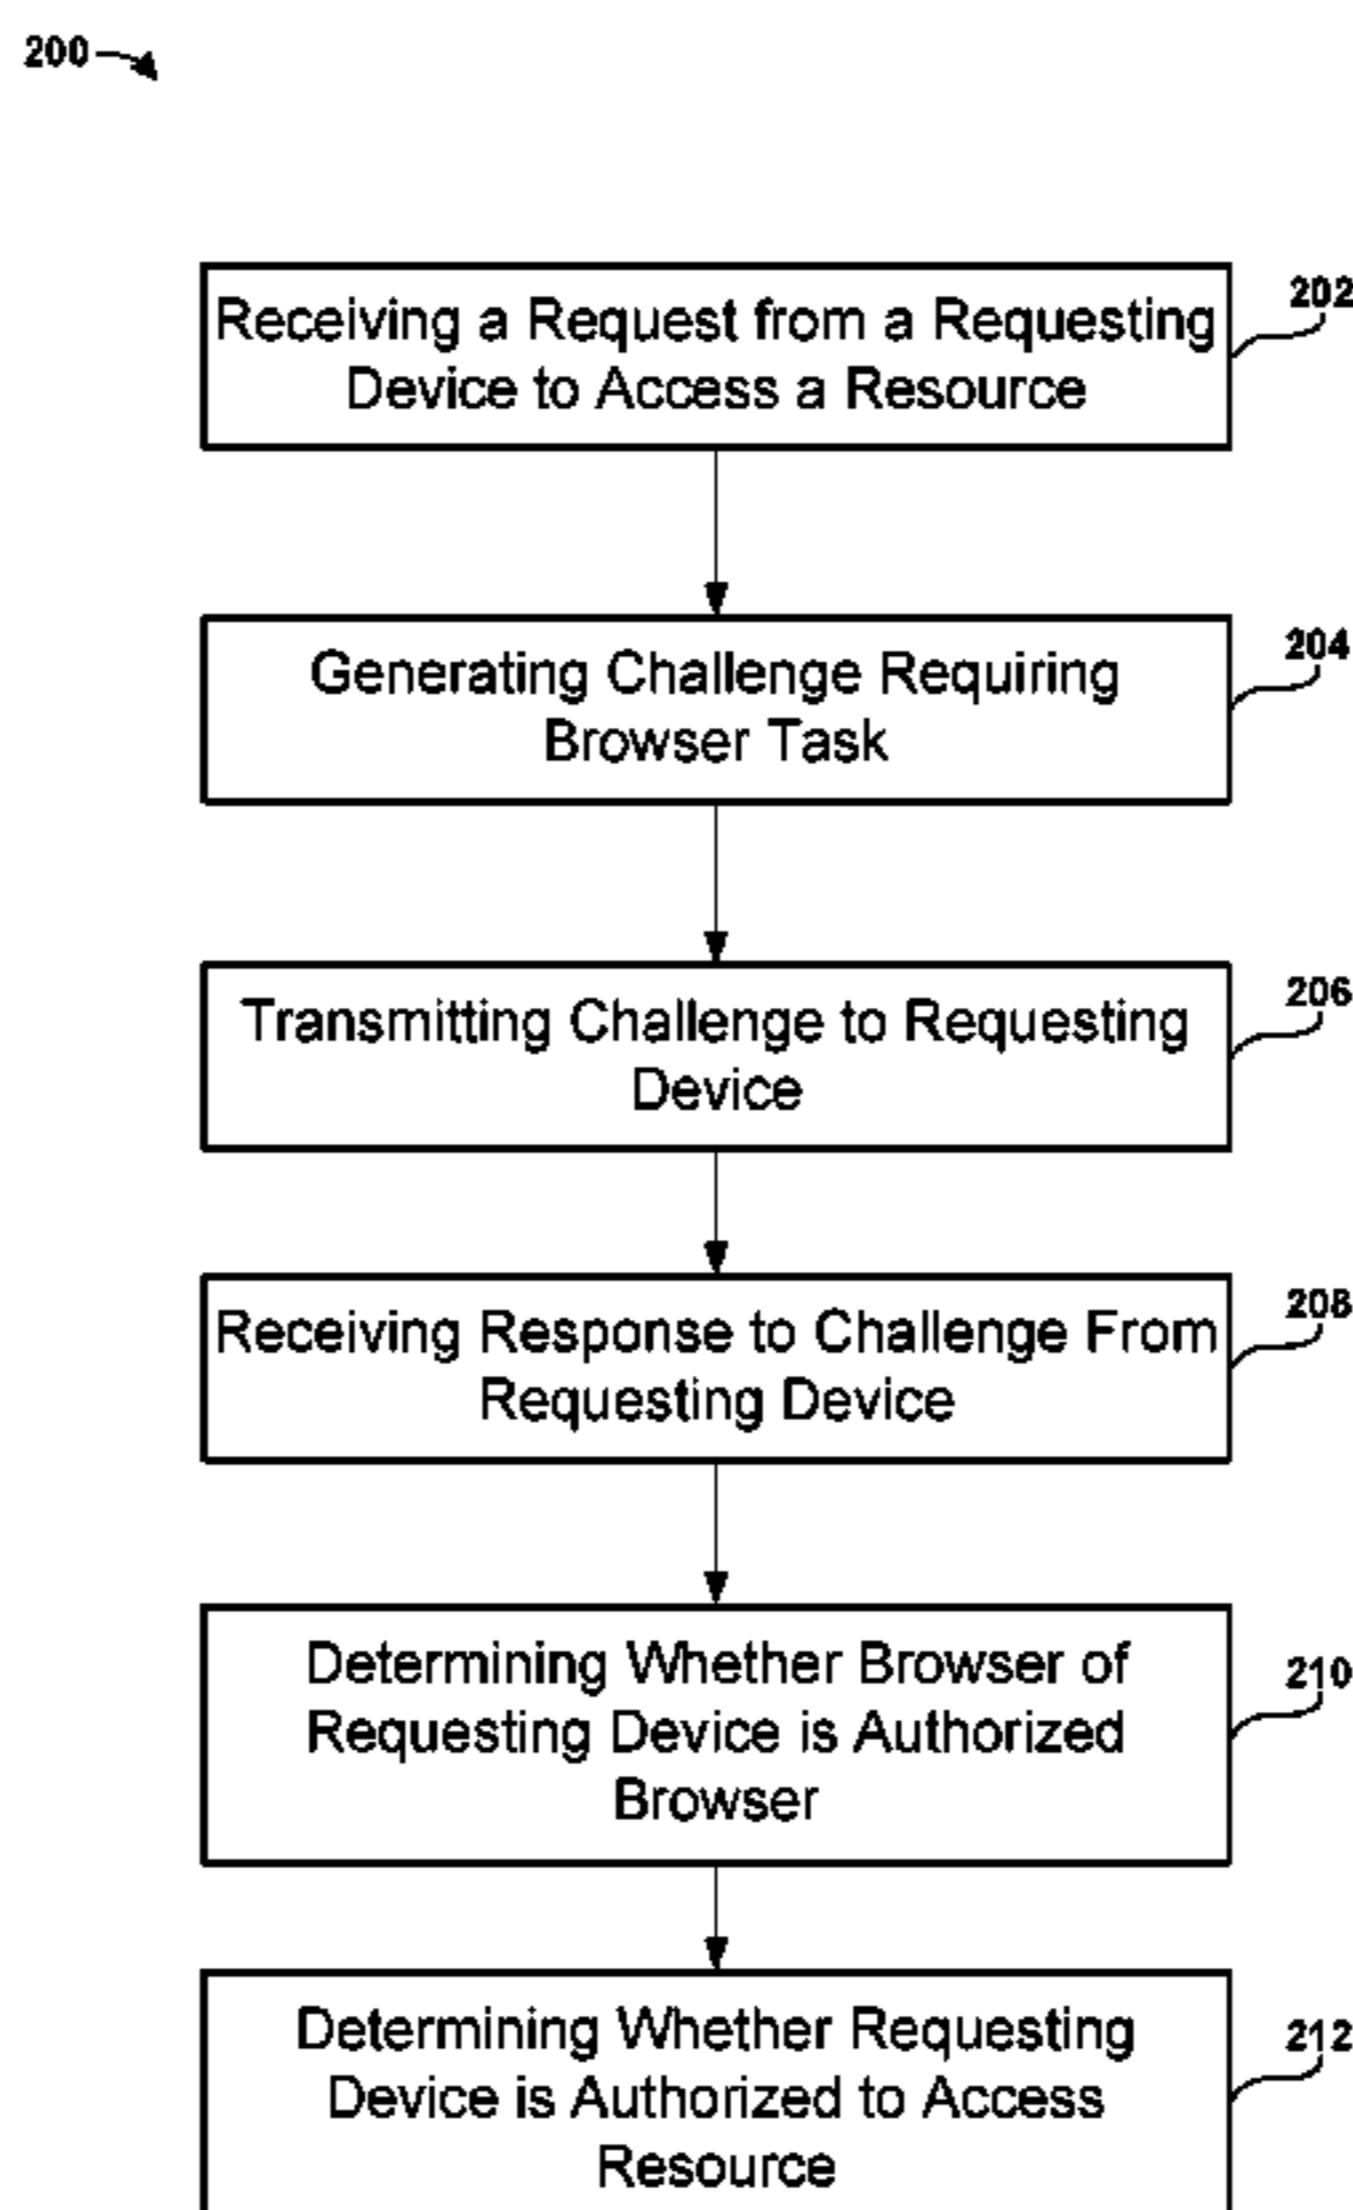 200
Receiving a Request from a Requesting
Device to Access a Resource
202
Generating Challenge Requiring
Browser Task
204
Transmitting Challenge to Requesting
Device
206
Receiving Response to Challenge From
Requesting Device
208
Determining Whether Browser of
Requesting Device is Authorized
Browser
210
Determining Whether Requesting
Device is Authorized to Access
Resource
212